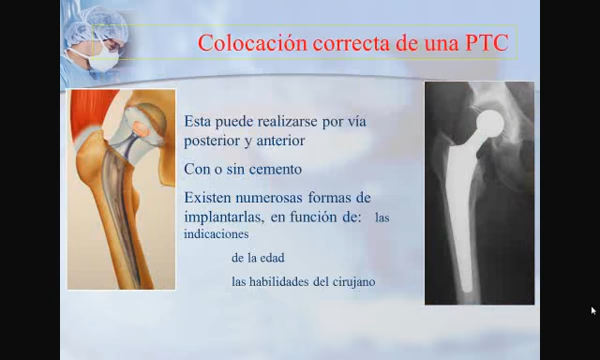 Colocación correcta de una PTC
Esta puede realizarse por vía
posterior y anterior
Con o sin cemento
Existen numerosas formas de
implantarlas, en función de: las
indicaciones
de la edad
las habilidades del cirujano